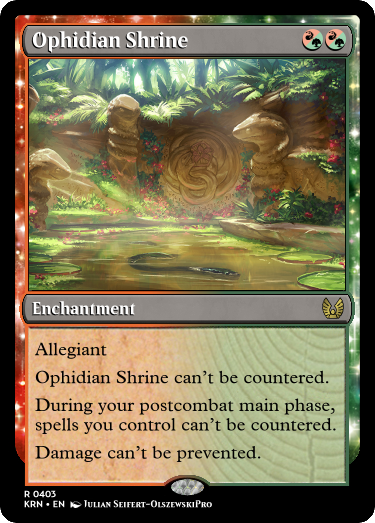 Ophidian Shrine
Enchantment
Allegiant
Ophidian Shrine can't be countered.
During your postcombat main phase,
spells you control can't be countered.
Damage can't be prevented.
R 0403
KRN • EN Julian Seifert-OlszewskiPro